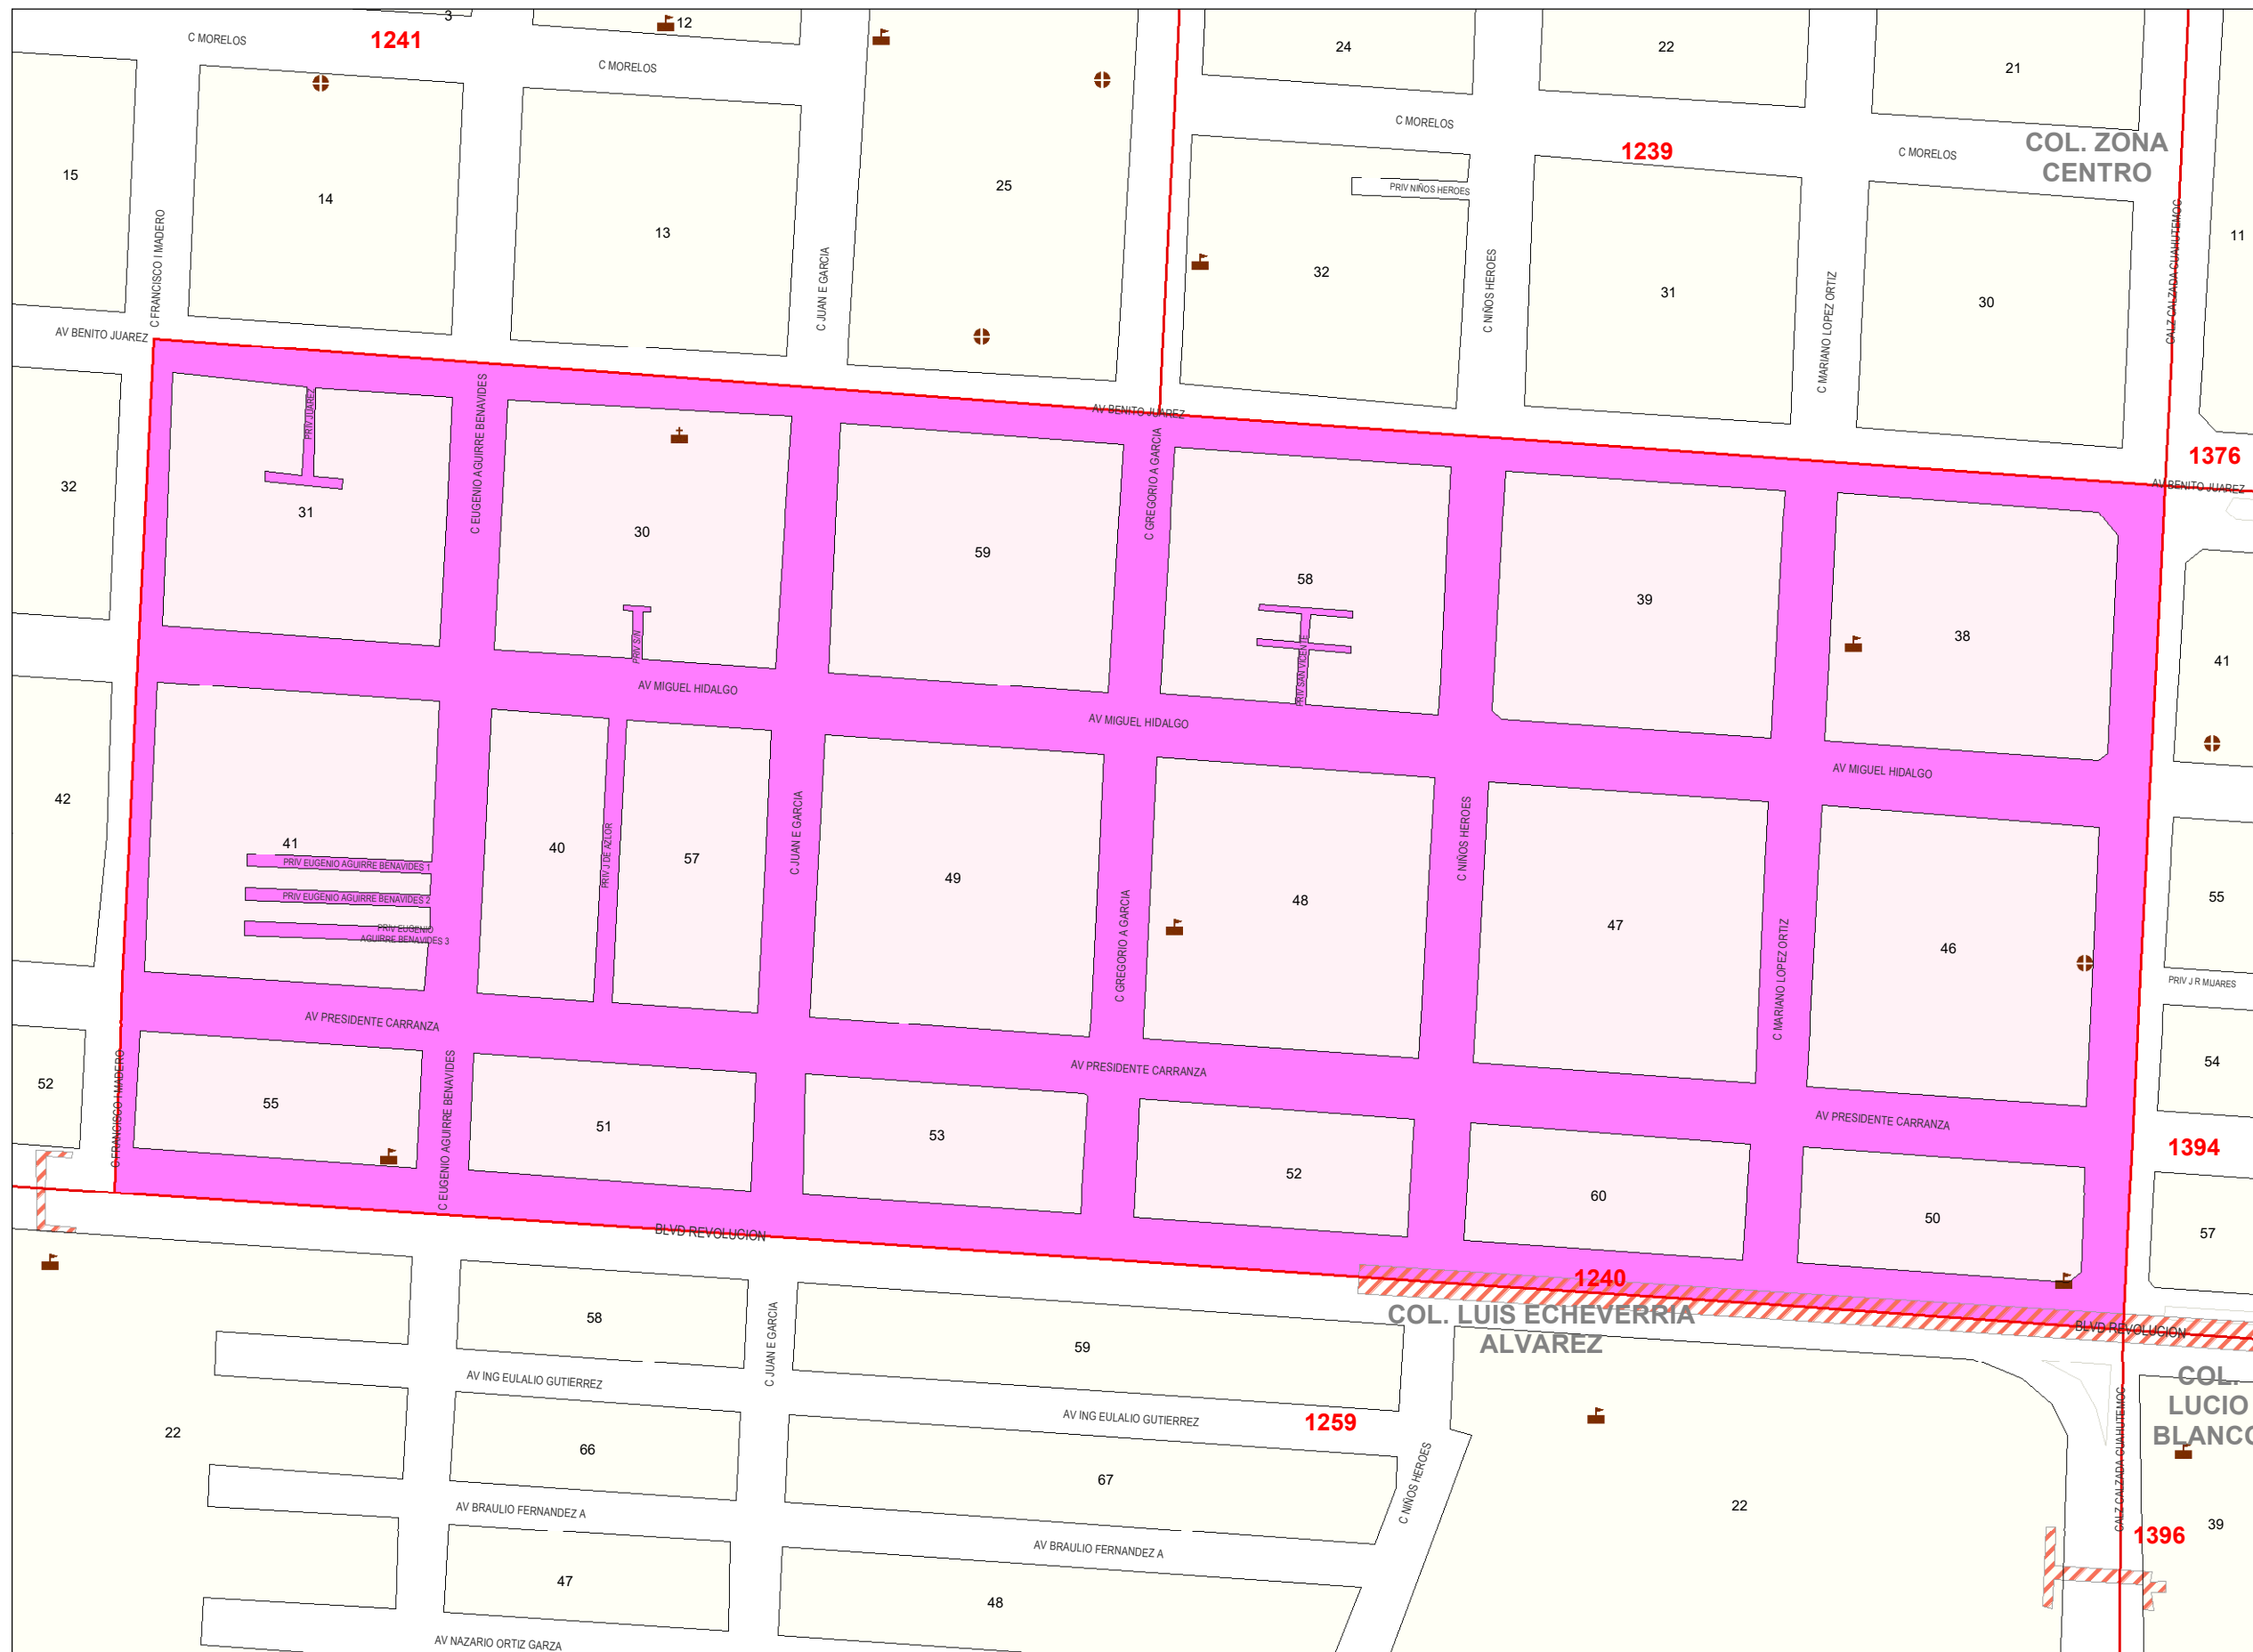 3
12
C MORELOS
1241
C MORELOS
24
22
21
C MORELOS
1239
C MORELOS
COL. ZONA
CENTRO
15
14
13
25
PRIV NIÑOS HEROES
32
31
30
11
C FRANCISCO I MADERO
C JUAN E GARCIA
C NIÑOS HEROES
C MARIANO LOPEZ ORTIZ
CALZ CALZADA CUAHUTEMOC
AV BENITO JUAREZ
AV BENITO JUAREZ
1376
AV BENITO JUAREZ
PRIV JUAREZ
C EUGENIO AGUIRRE BENAVIDES
C GREGORIO A GARCIA
32
31
30
59
58
39
38
41
PRIV S/N
PRIV SAN VICENTE
AV MIGUEL HIDALGO
AV MIGUEL HIDALGO
AV MIGUEL HIDALGO
42
41
PRIV EUGENIO AGUIRRE BENAVIDES 1
PRIV EUGENIO AGUIRRE BENAVIDES 2
PRIV EUGENIO
AGUIRRE BENAVIDES 3
40
PRIV J DE AZLOR
57
C JUAN E GARCIA
49
C GREGORIO A GARCIA
48
C NIÑOS HEROES
47
C MARIANO LOPEZ ORTIZ
46
55
PRIV J R MIJARES
AV PRESIDENTE CARRANZA
AV PRESIDENTE CARRANZA
AV PRESIDENTE CARRANZA
52
C FRANCISCO I MADERO
55
C EUGENIO AGUIRRE BENAVIDES
51
53
52
60
50
54
1394
57
BLVD REVOLUCION
1240
COL. LUIS ECHEVERRIA
ALVAREZ
BLVD REVOLUCION
COL.
LUCIO
BLANCO
58
C JUAN E GARCIA
59
AV ING EULALIO GUTIERREZ
AV ING EULALIO GUTIERREZ
1259
22
66
67
C NIÑOS HEROES
22
CALZ CALZADA CUAHUTEMOC
1396
39
AV BRAULIO FERNANDEZ A
AV BRAULIO FERNANDEZ A
47
48
AV NAZARIO ORTIZ GARZA